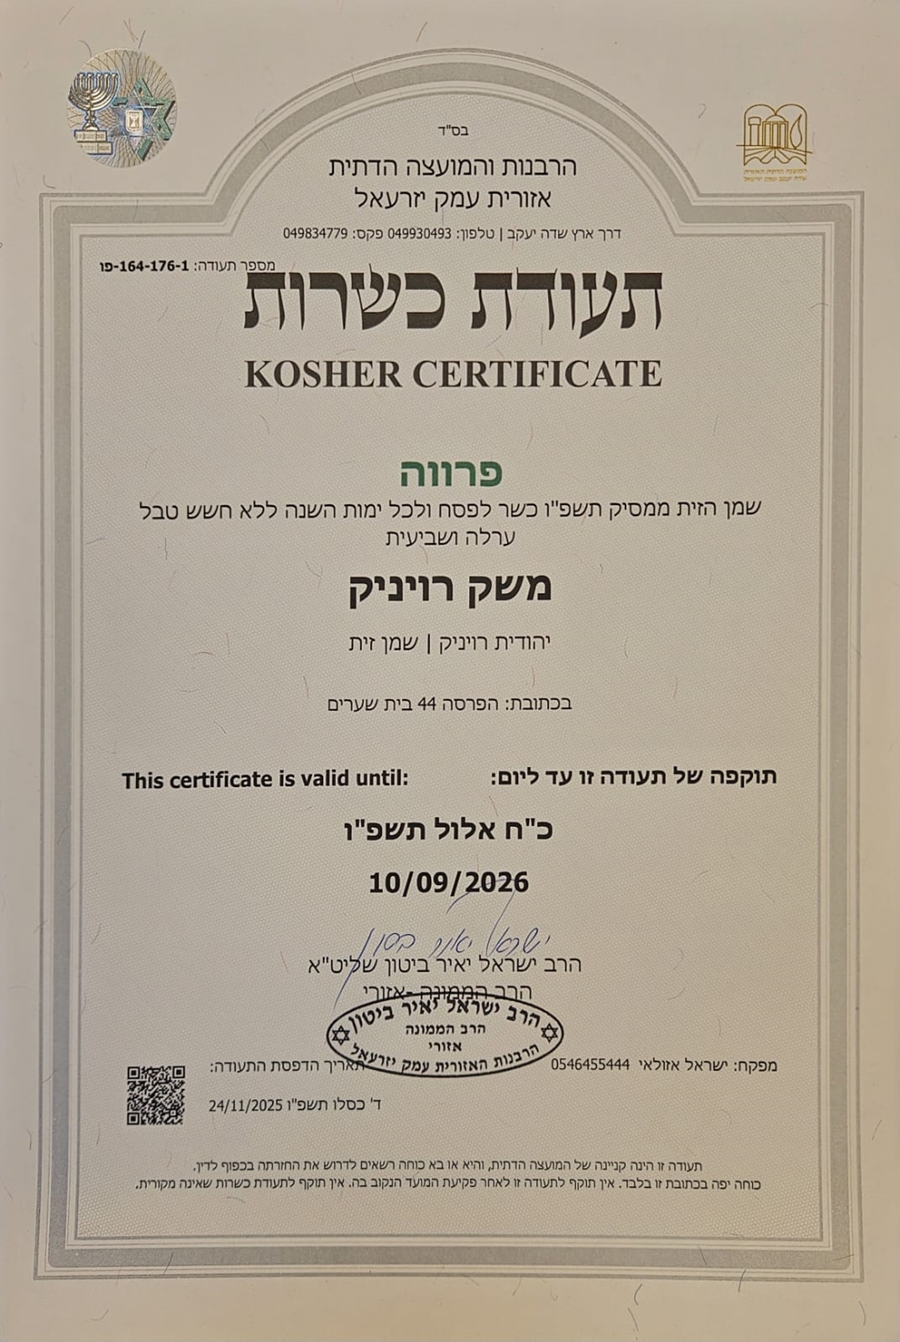 בס"ד
הרבנות והמועצה הדתית
אזורית עמק יזרעאל
דרך ארץ שדה יעקב | טלפון: 049930493 פקס: 049834779
מספר תעודה: פו-164-176-1
תעודת כשרות
KOSHER CERTIFICATE
פרווה
שמן הזית ממסיק תשפ"ו כשר לפסח ולכל ימות השנה ללא חשש טבל
ערלה ושביעית
משק רויניק
יהודית רויניק | שמן זית
בכתובת: הפרסה 44 בית שערים
תוקפה של תעודה זו עד ליום: This certificate is valid until:
כ"ח אלול תשפ"ו
10/09/2026
הרב ישראל יאיר ביטון שליט"א
הרב הממונה -אזורי
הרב ישראל יאיר ביטון
הרב הממונה
אזורי
הרבנות האזורית עמק יזרעאל
מפקח: ישראל אזולאי 0546455444
תאריך הדפסת התעודה:
ד' כסלו תשפ"ו 24/11/2025
תעודה זו הינה קניינה של המועצה הדתית, והיא או בא כוחה רשאים לדרוש את החזרתה בכפוף לדין.
כוחה יפה בכתובת זו בלבד. אין תוקף לתעודה זו לאחר פקיעת המועד הנקוב בה. אין תוקף לתעודת כשרות שאינה מקורית.